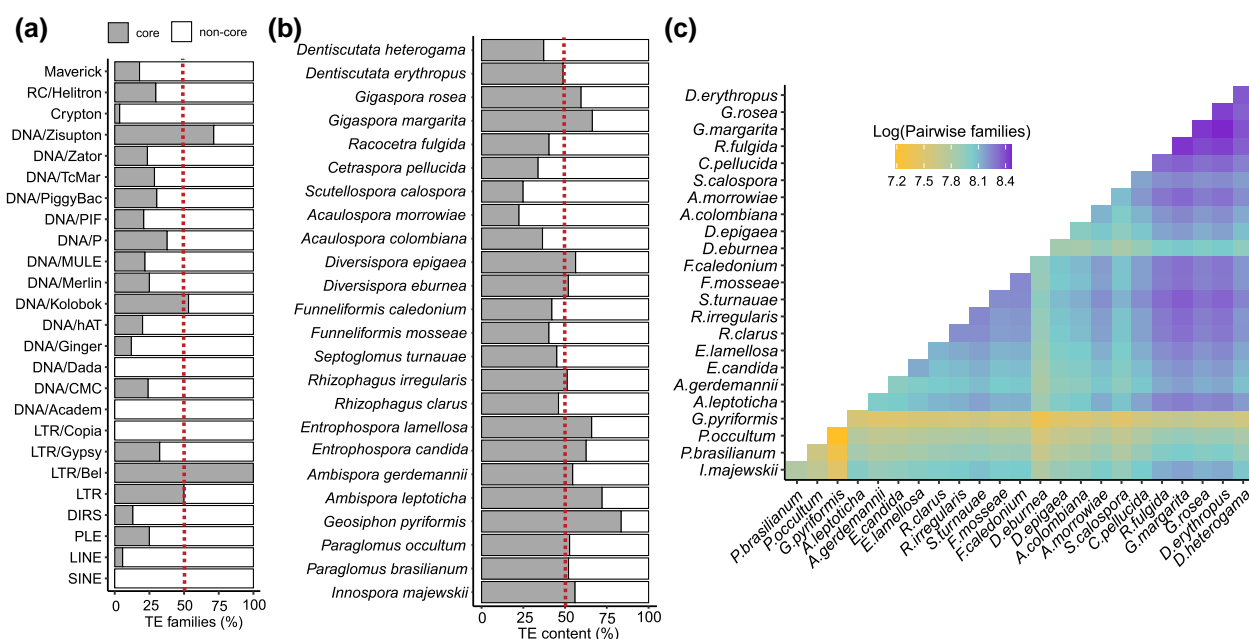 (a)
core
non-core
Maverick
RC/Helitron
Crypton
DNA/Zisupton
DNA/Zator
DNA/TcMar
DNA/PiggyBac
DNA/PIF
DNA/P
DNA/MULE
DNA/Merlin
DNA/Kolobok
DNA/hAT
DNA/Ginger
DNA/Dada
DNA/CMC
DNA/Academ
LTR/Copia
LTR/Gypsy
LTR/Bel
LTR
DIRS
PLE
LINE
SINE
0 25 50 75 100
TE families (%)
(b)
Dentiscutata heterogama
Dentiscutata erythropus
Gigaspora rosea
Gigaspora margarita
Racocetra fulgida
Cetraspora pellucida
Scutellospora calospora
Acaulospora morrowiae
Acaulospora colombiana
Diversispora epigaea
Diversispora eburnea
Funneliformis caledonium
Funneliformis mosseae
Septoglomus turnauae
Rhizophagus irregularis
Rhizophagus clarus
Entrophospora lamellosa
Entrophospora candida
Ambispora gerdemannii
Ambispora leptoticha
Geosiphon pyriformis
Paraglomus occultum
Paraglomus brasilianum
Innospora majewskii
0 25 50 75 100
TE content (%)
(c)
Log(Pairwise families)
7.2 7.5 7.8 8.1 8.4
D.erythropus
G.rosea
G.margarita
R.fulgida
C.pellucida
S.calospora
A.morrowiae
A.colombiana
D.epigaea
D.eburnea
F.caledonium
F.mosseae
S.turnauae
R.irregularis
R.clarus
E.lamellosa
E.candida
A.gerdemannii
A.leptoticha
G.pyriformis
P.occultum
P.brasilianum
I.majewskii
P.brasilianum
P.occultum
G.pyriformis
A.leptoticha
A.gerdemannii
E.candida
E.lamellosa
R.clarus
R.irregularis
S.turnauae
F.mosseae
F.caledonium
D.eburnea
D.epigaea
A.colombiana
A.morrowiae
S.calospora
C.pellucida
R.fulgida
G.margarita
G.rosea
D.erythropus
D.heterogama